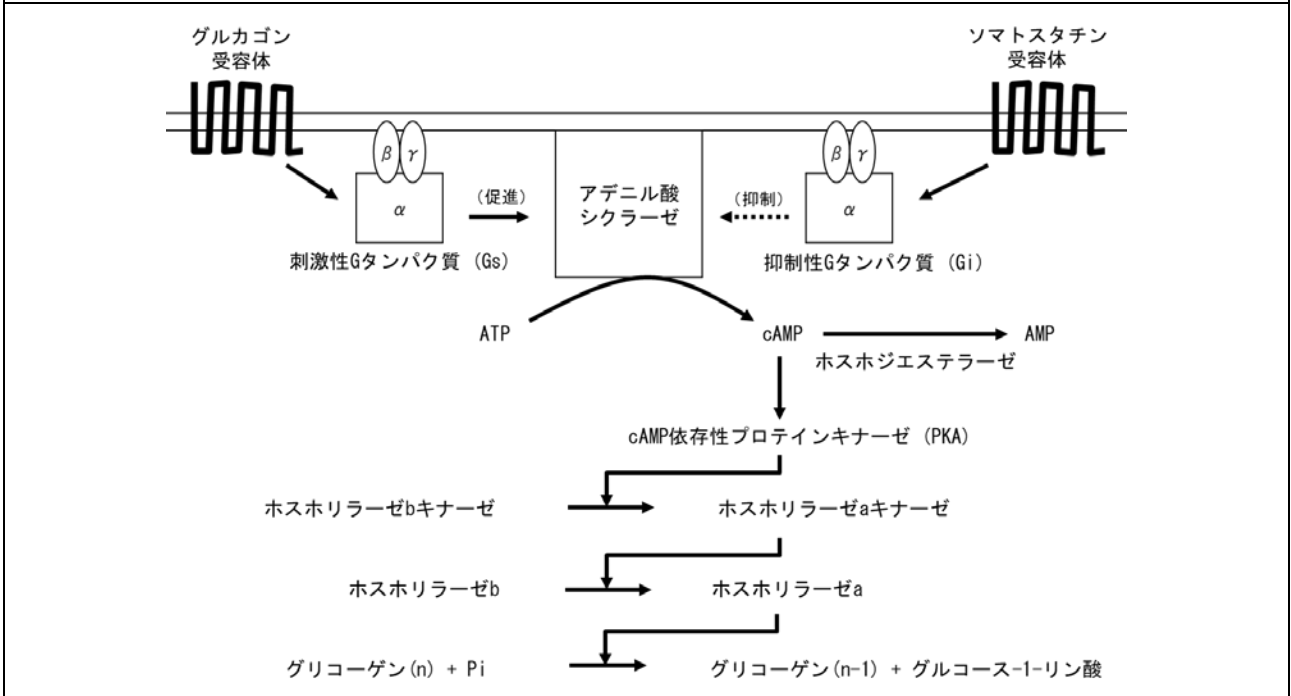 グルカゴン
受容体
ソマトスタチン
受容体
β γ
α
(促進)
アデニル酸
シクラーゼ
(抑制)
β γ
α
刺激性Gタンパク質 (Gs)
抑制性Gタンパク質 (Gi)
ATP
cAMP
AMP
ホスホジエステラーゼ
cAMP依存性プロテインキナーゼ (PKA)
ホスホリラーゼbキナーゼ
ホスホリラーゼaキナーゼ
ホスホリラーゼb
ホスホリラーゼa
グリコーゲン(n) + Pi
グリコーゲン(n-1) + グルコース-1-リン酸